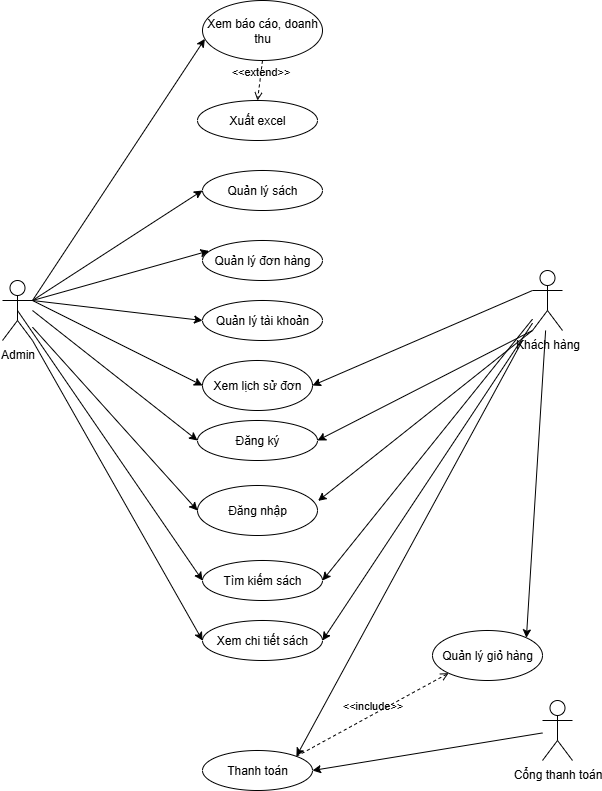 Xem báo cáo, doanh
thu
<<extend>>
Xuất excel
Quản lý sách
Quản lý đơn hàng
Quản lý tài khoản
Admin
Khách hàng
Xem lịch sử đơn
Đăng ký
Đăng nhập
Tìm kiếm sách
Xem chi tiết sách
Quản lý giỏ hàng
<<include>>
Thanh toán
Cổng thanh toán